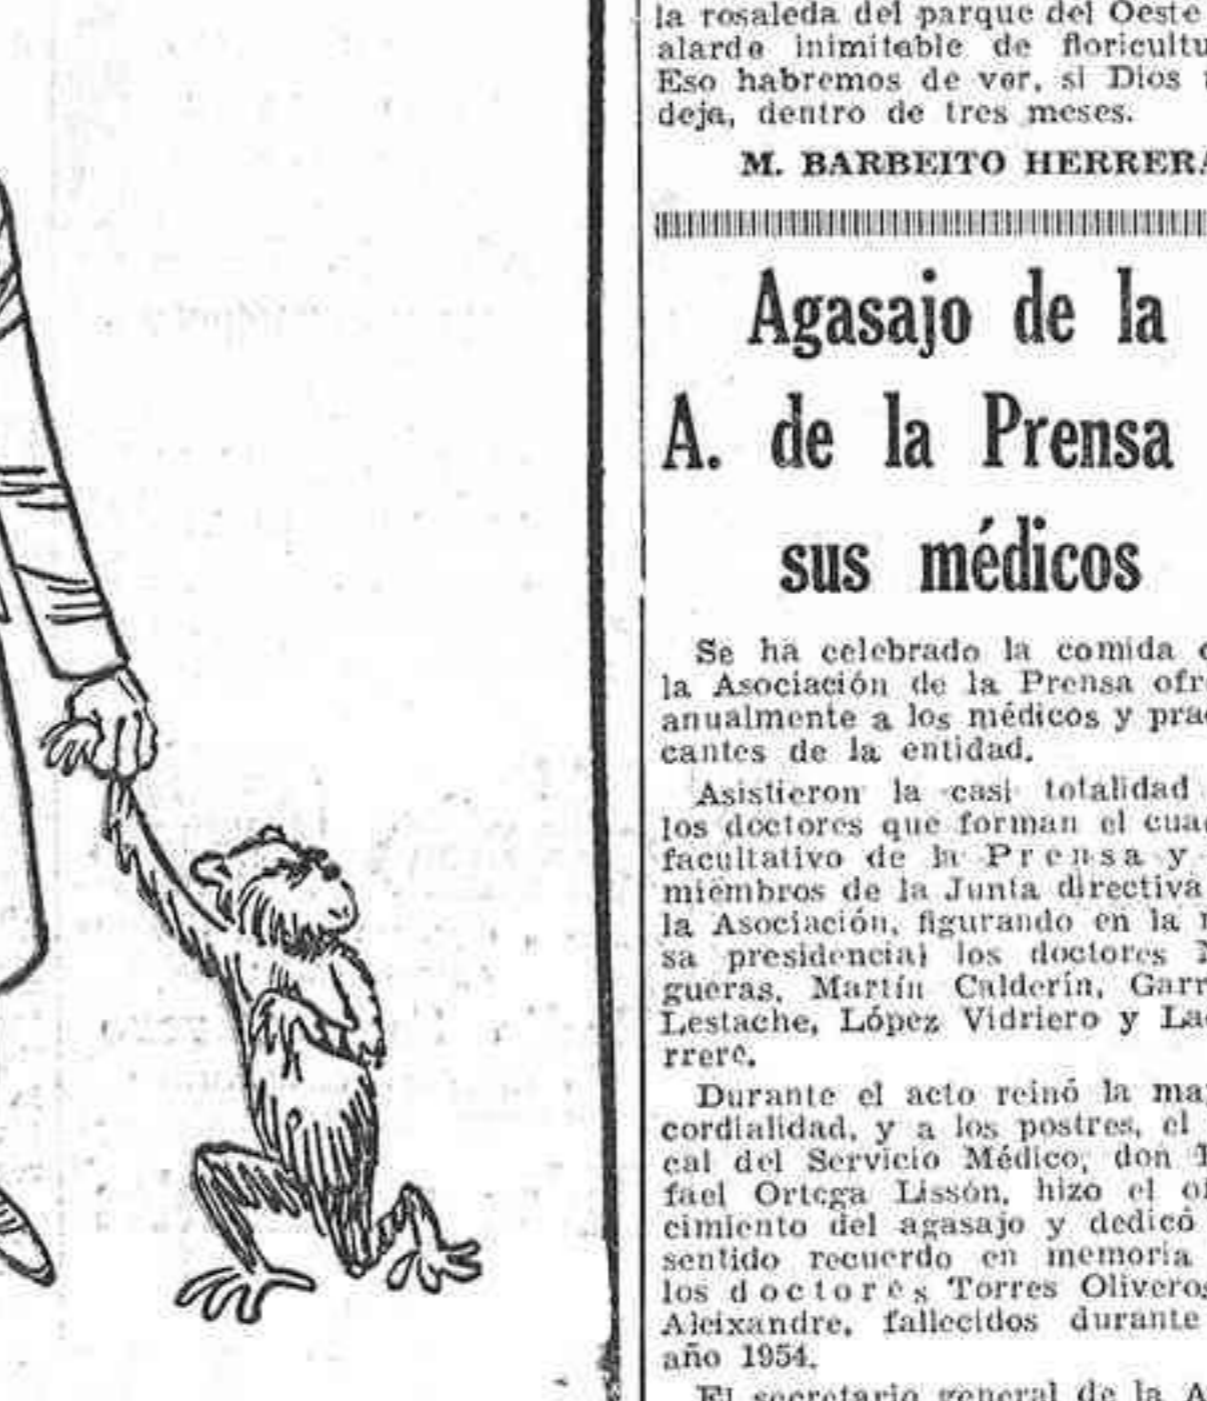 la rosaleda del parque del Oeste
alarde inimitable de floricultu
Eso habremos de ver, si Dios
deja, dentro de tres meses.
M. BARBEITO HERRERA
Agasajo de la
A. de la Prensa
sus médicos
Se ha celebrado la comida
la Asociación de la Prensa ofre
anualmente a los médicos y prac
cantes de la entidad.
Asistieron la casi totalidad
los doctores que forman el cuad
facultativo de la Prensa y
miembros de la Junta directiva
la Asociación, figurando en la
sa presidencial los doctores
gueras, Martín Calderín, Garr
Lestache, López Vidriero y La
rrere.
Durante el acto reinó la ma
cordialidad, y a los postres, el
cal del Servicio Médico, don
fael Ortega Lissón, hizo el
cimiento del agasajo y dedicó
sentido recuerdo en memoria
los doctores Torres Oliveros
Aleixandre, fallecidos durante
año 1954.
El secretario general de la A